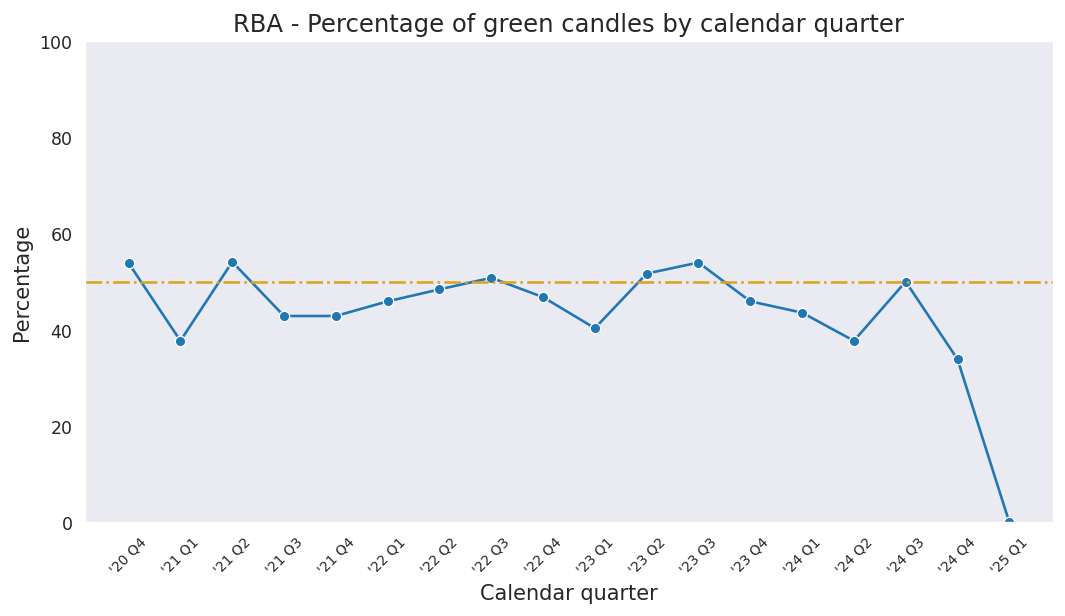 RBA - Percentage of green candles by calendar quarter
100
80
60
40
20
0
Percentage
'20 Q4
'21 Q1
'21 Q2
'21 Q3
'21 Q4
'22 Q1
'22 Q2
'22 Q3
'22 Q4
'23 Q1
'23 Q2
'23 Q3
'23 Q4
'24 Q1
'24 Q2
'24 Q3
'24 Q4
'25 Q1
Calendar quarter